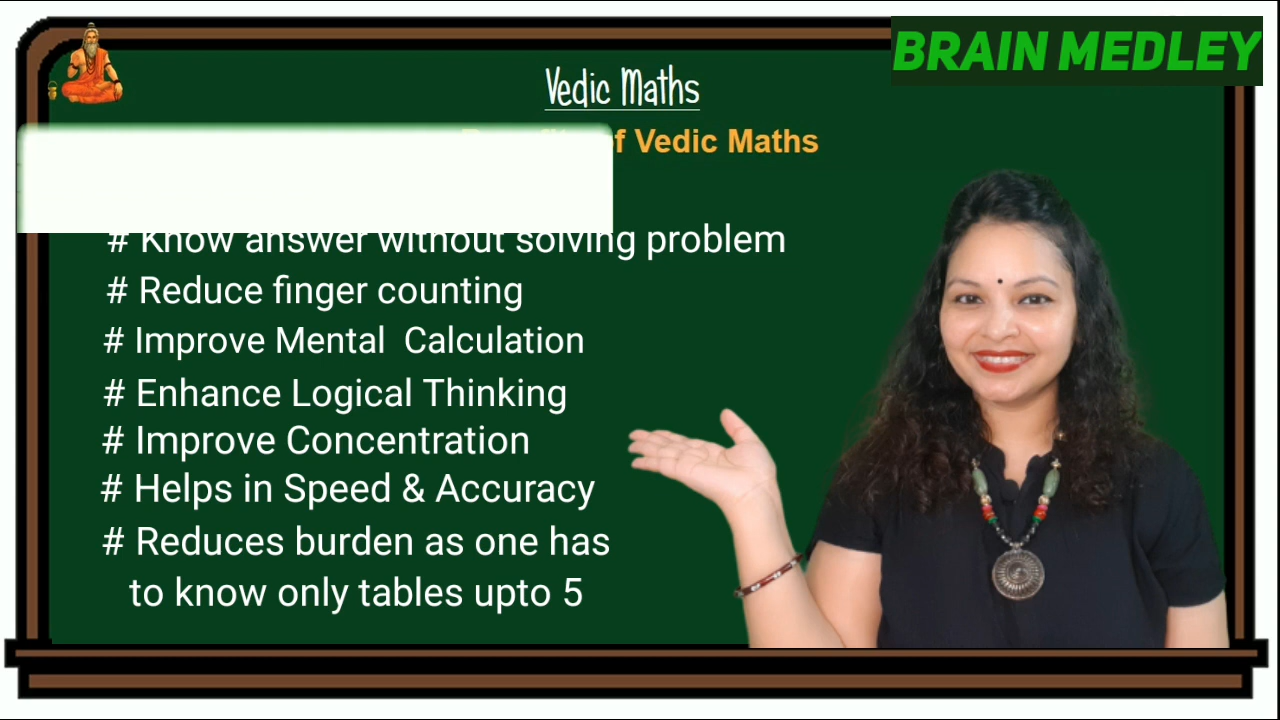 BRAIN MEDLEY
Vedic Maths
of Vedic Maths
# Know answer without solving problem
# Reduce finger counting
# Improve Mental Calculation
# Enhance Logical Thinking
# Improve Concentration
# Helps in Speed & Accuracy
# Reduces burden as one has
to know only tables upto 5